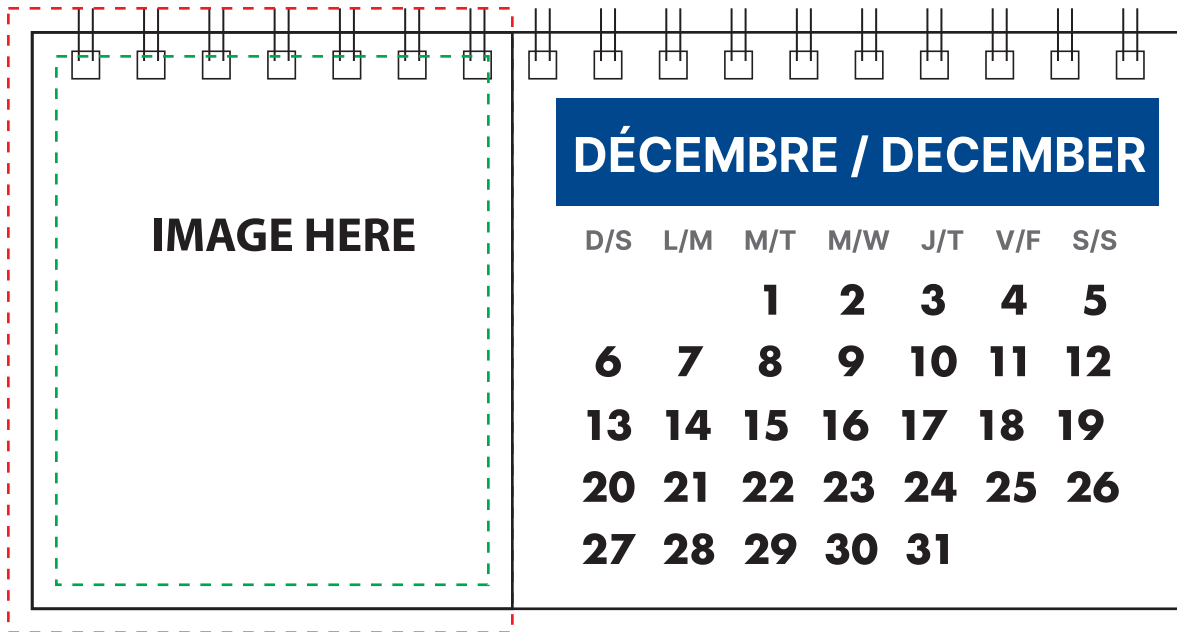 IMAGE HERE
DÉCEMBRE / DECEMBER
D/S L/M M/T M/W J/T V/F S/S
1 2 3 4 5
6 7 8 9 10 11 12
13 14 15 16 17 18 19
20 21 22 23 24 25 26
27 28 29 30 31